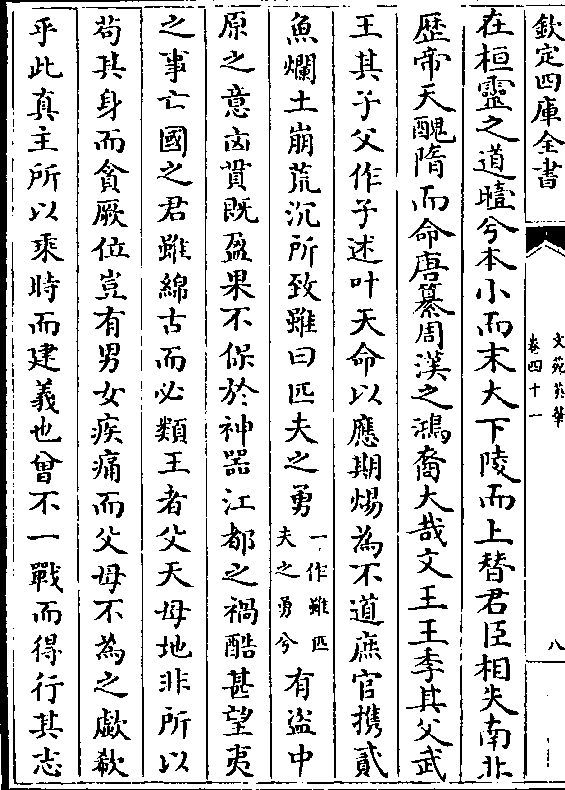 欽定四庫全書
文苑英華
卷四十一
八
在桓靈之道曀兮本小而末大下陵而上替君臣相失南北
歴帝天醜隋而命唐纂周漢之鴻裔大哉文王王季其父武
王其子父作子述叶天命以應期煬為不道庶官携貳
魚爛土崩荒沉所致雖曰匹夫之勇一作雖匹夫之勇兮有盜中
原之意凶貫既盈果不保於神器江都之禍酷甚望夷
之事亡國之君雖綿古而必類王者父天母地非所以
苟其身而貪厥位豈有男女疾痛而父母不為之歔欷
乎此真主所以乘時而建義也曾不一戰而得行其志